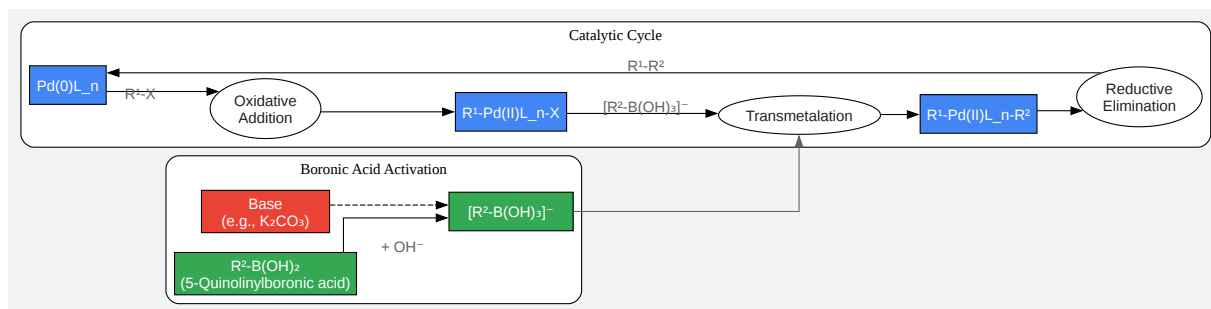 Catalytic Cycle
R¹-R²
Pd(0)L_n
R¹-X
Oxidative
Addition
R¹-Pd(II)L_n-X
[R²-B(OH)₃]⁻
Transmetalation
R¹-Pd(II)L_n-R²
Reductive
Elimination
Boronic Acid Activation
Base
(e.g., K₂CO₃)
[R²-B(OH)₃]⁻
+ OH⁻
R²-B(OH)₂
(5-Quinolinylboronic acid)